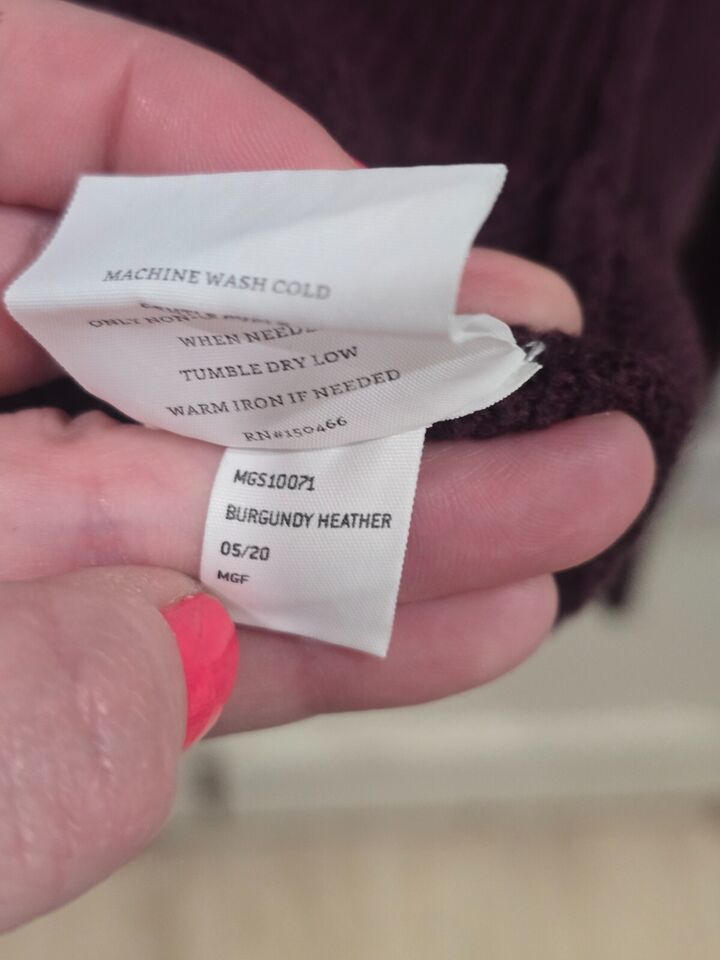 MACHINE WASH COLD
ONLY
WHEN NEEDED
TUMBLE DRY LOW
WARM IRON IF NEEDED
RN#150466
MGS10071
BURGUNDY HEATHER
05/20
MGF